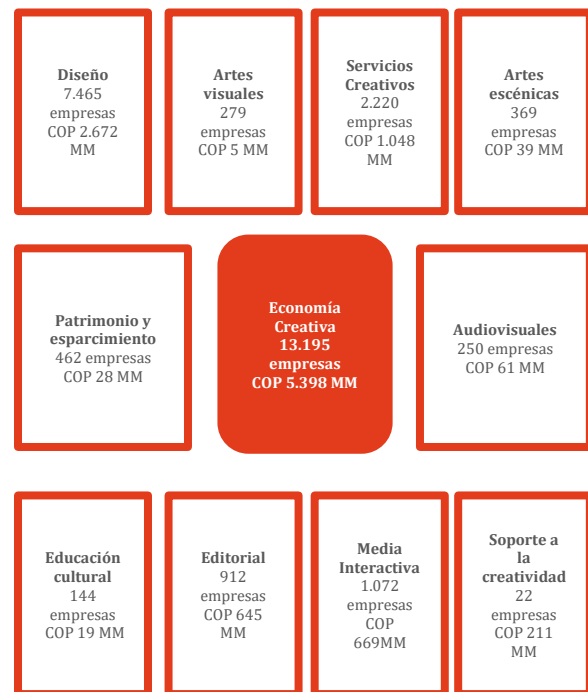 Diseño
7.465
empresas
COP 2.672
MM
Artes
visuales
279
empresas
COP 5 MM
Servicios
Creativos
2.220
empresas
COP 1.048
MM
Artes
escénicas
369
empresas
COP 39 MM
Patrimonio y
esparcimiento
462 empresas
COP 28 MM
Economía
Creativa
13.195
empresas
COP 5.398 MM
Audiovisuales
250 empresas
COP 61 MM
Educación
cultural
144
empresas
COP 19 MM
Editorial
912
empresas
COP 645
MM
Media
Interactiva
1.072
empresas
COP
669MM
Soporte a
la
creatividad
22
empresas
COP 211
MM